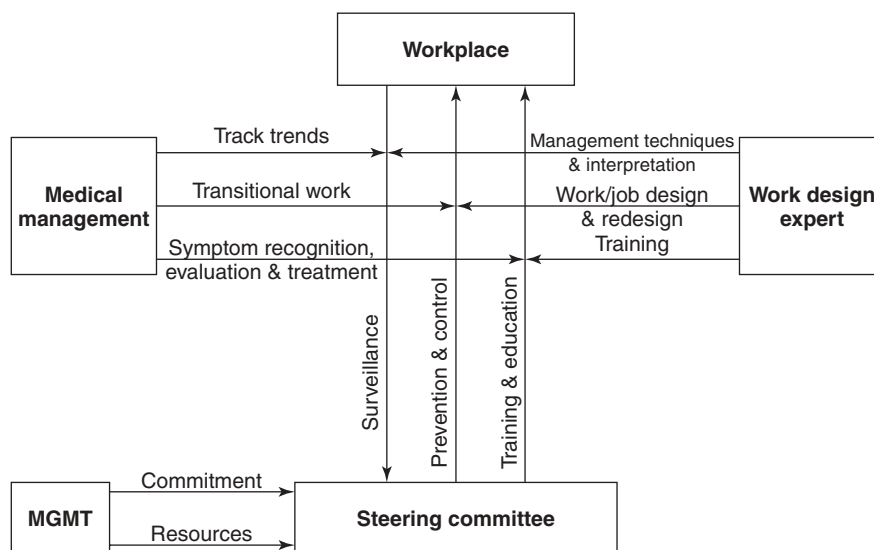 Workplace
Track trends
Management techniques
& interpretation
Medical
management
Transitional work
Work/job design
& redesign
Work design
expert
Symptom recognition,
evaluation & treatment
Training
Surveillance
Prevention & control
Training & education
MGMT
Commitment
Resources
Steering committee